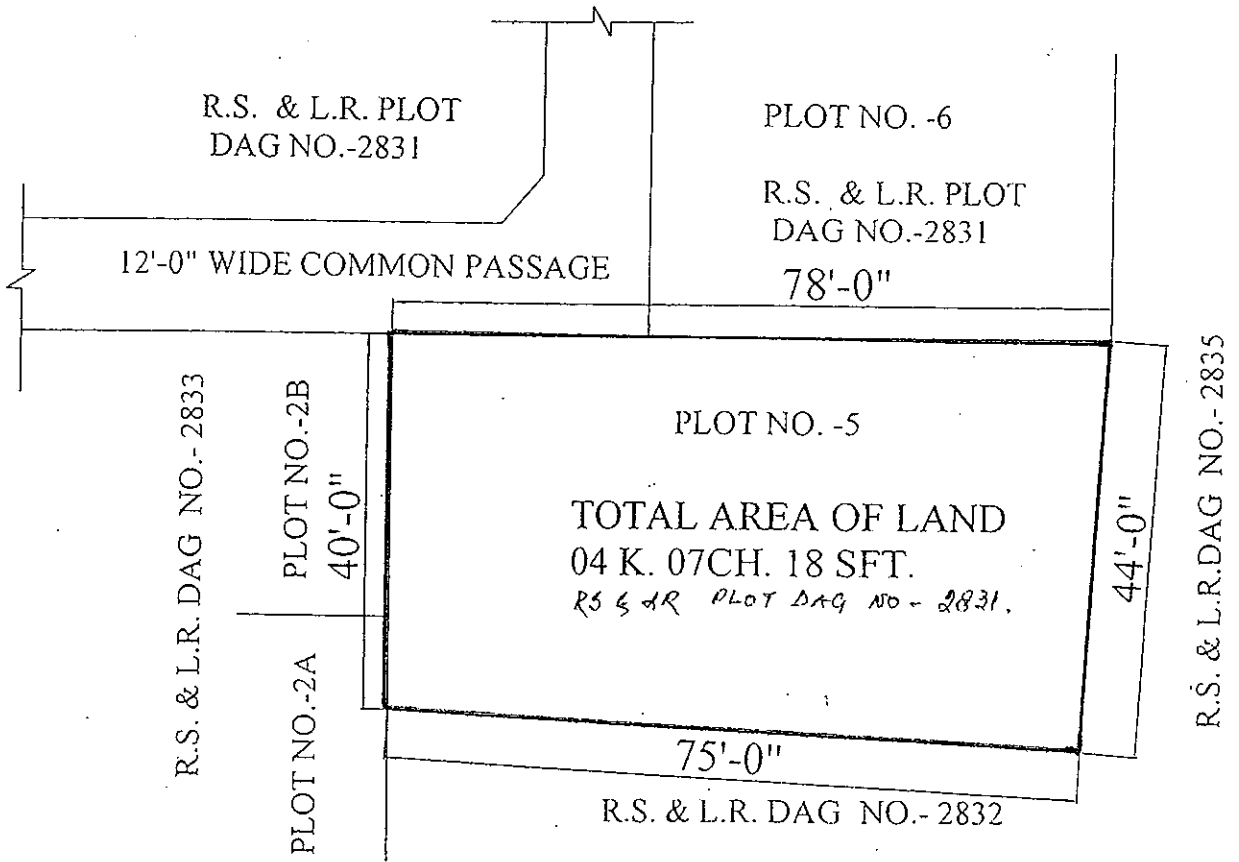 R.S. & L.R. PLOT
DAG NO.-2831
PLOT NO. -6
R.S. & L.R. PLOT
DAG NO.-2831
12'-0" WIDE COMMON PASSAGE
78'-0"
R.S. & L.R. DAG NO.- 2833
PLOT NO.-2B
40'-0"
PLOT NO.-2A
PLOT NO. -5
TOTAL AREA OF LAND
04 K. 07CH. 18 SFT.
RS & LR PLOT DAG NO - 2831.
44'-0"
R.S. & L.R.DAG NO.- 2835
75'-0"
R.S. & L.R. DAG NO.- 2832